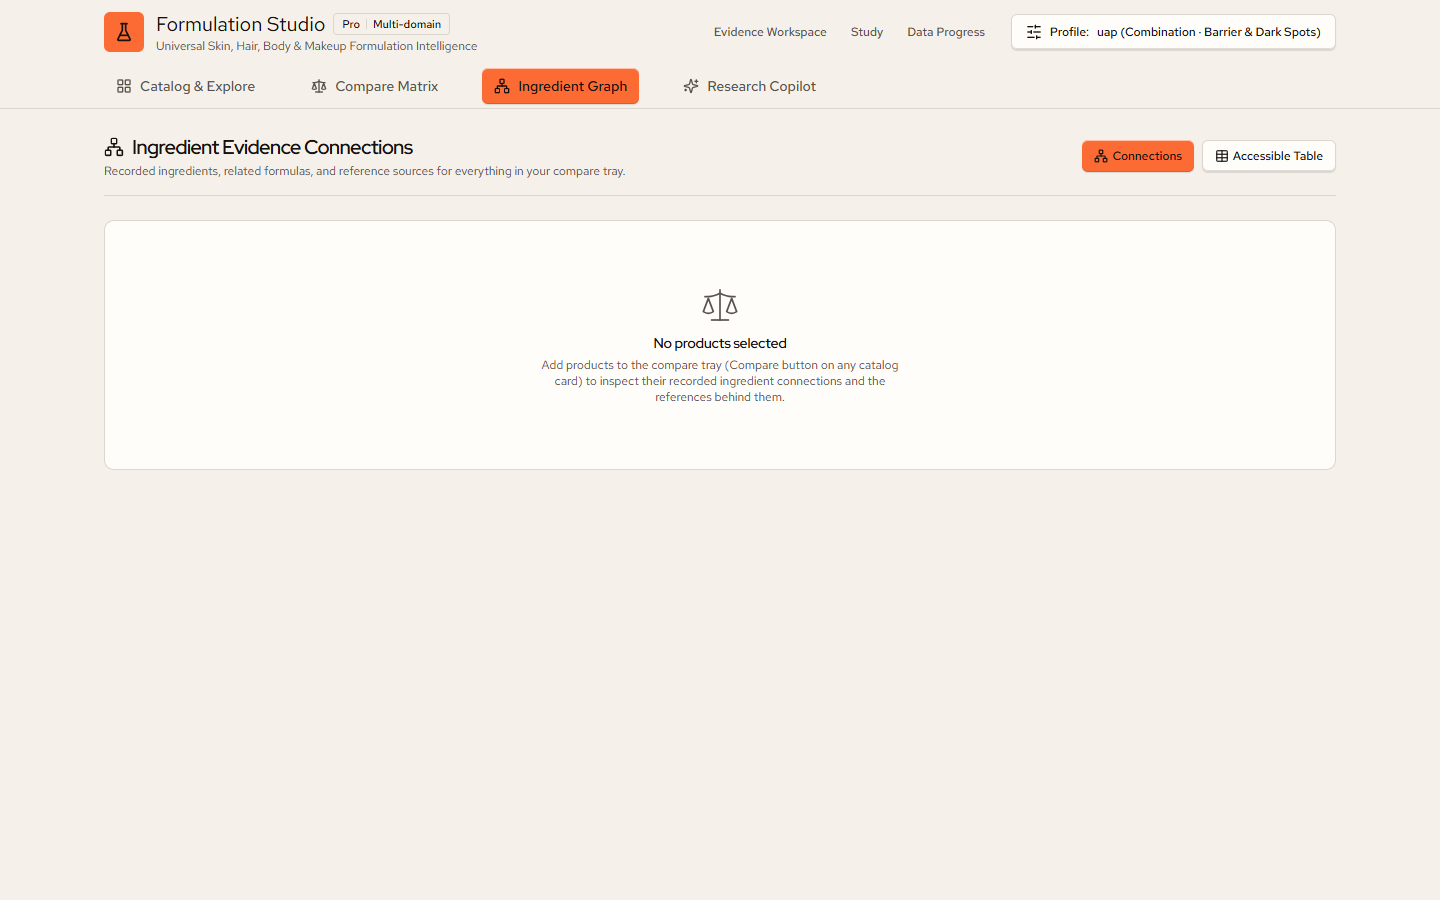 Formulation Studio
Pro | Multi-domain
Universal Skin, Hair, Body & Makeup Formulation Intelligence
Evidence Workspace
Study
Data Progress
Profile: uap (Combination · Barrier & Dark Spots)
Catalog & Explore
Compare Matrix
Ingredient Graph
Research Copilot
Ingredient Evidence Connections
Recorded ingredients, related formulas, and reference sources for everything in your compare tray.
Connections
Accessible Table
No products selected
Add products to the compare tray (Compare button on any catalog
card) to inspect their recorded ingredient connections and the
references behind them.